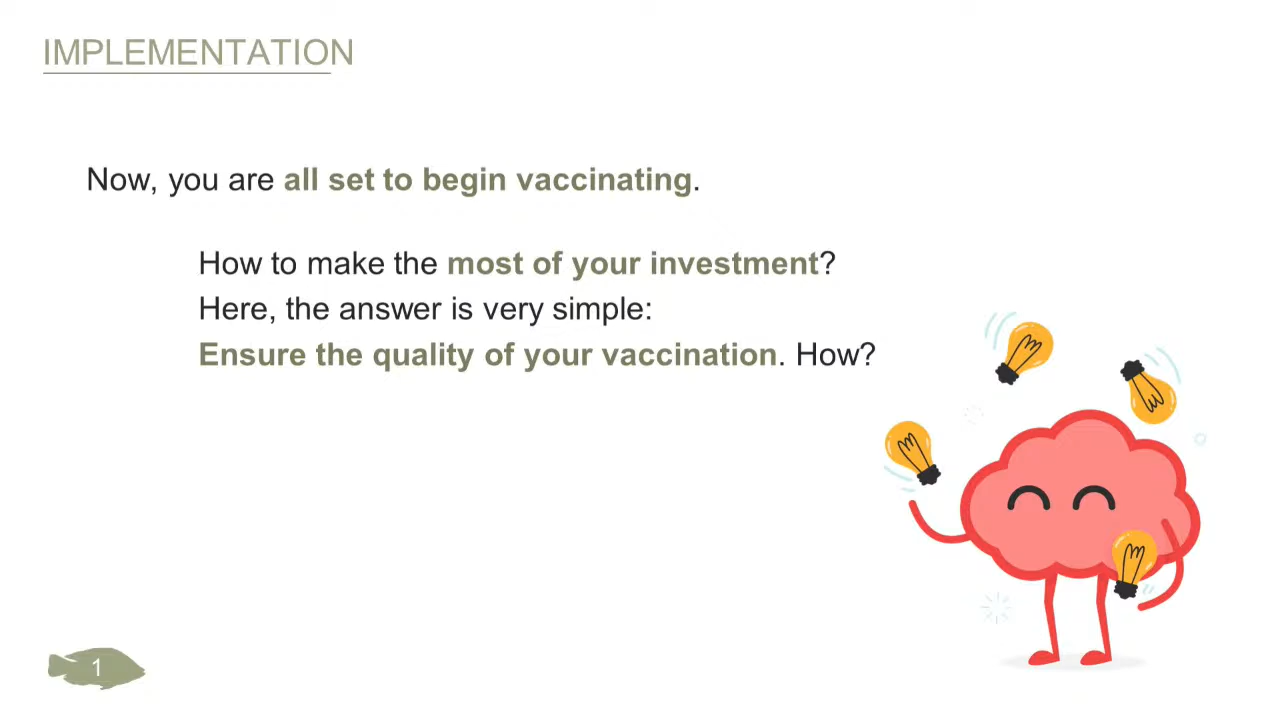 IMPLEMENTATION
Now, you are all set to begin vaccinating.
How to make the most of your investment?
Here, the answer is very simple:
Ensure the quality of your vaccination. How?
1